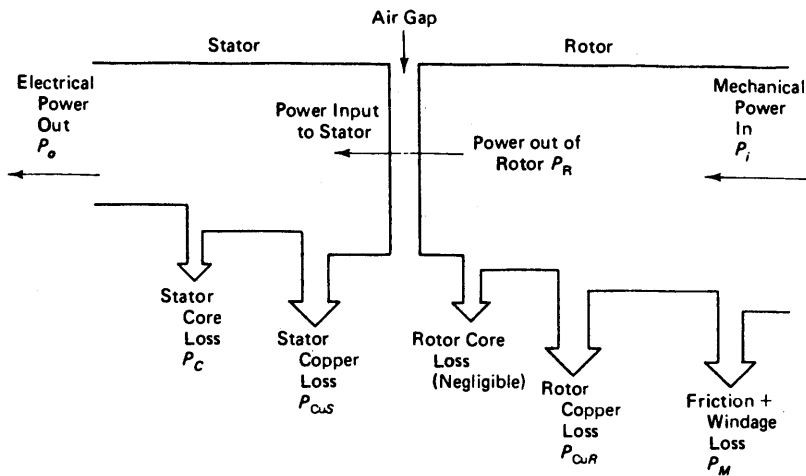 Air Gap
Stator
Rotor
Electrical
Power
Out
P_o
Power Input
to Stator
Power out of
Rotor P_R
Mechanical
Power
In
P_i
Stator
Core
Loss
P_C
Stator
Copper
Loss
P_CuS
Rotor Core
Loss
(Negligible)
Rotor
Copper
Loss
P_CuR
Friction +
Windage
Loss
P_M